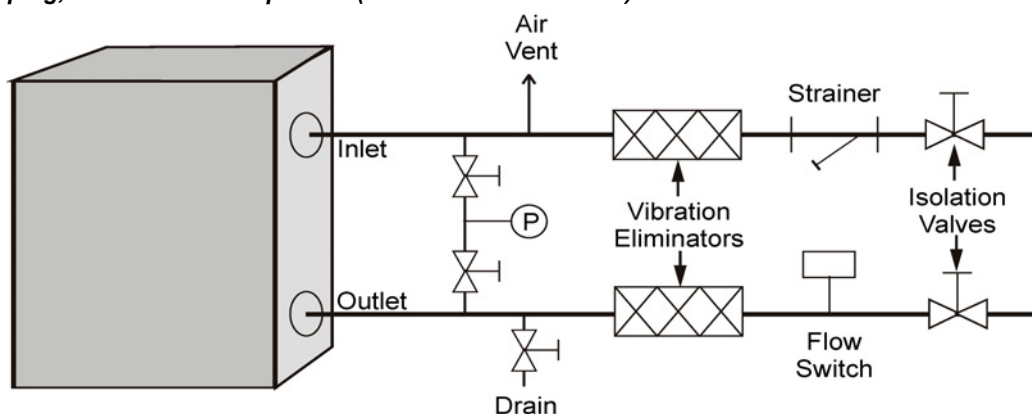 Air
Vent
Strainer
Inlet
P
Vibration
Eliminators
Isolation
Valves
Outlet
Flow
Switch
Drain